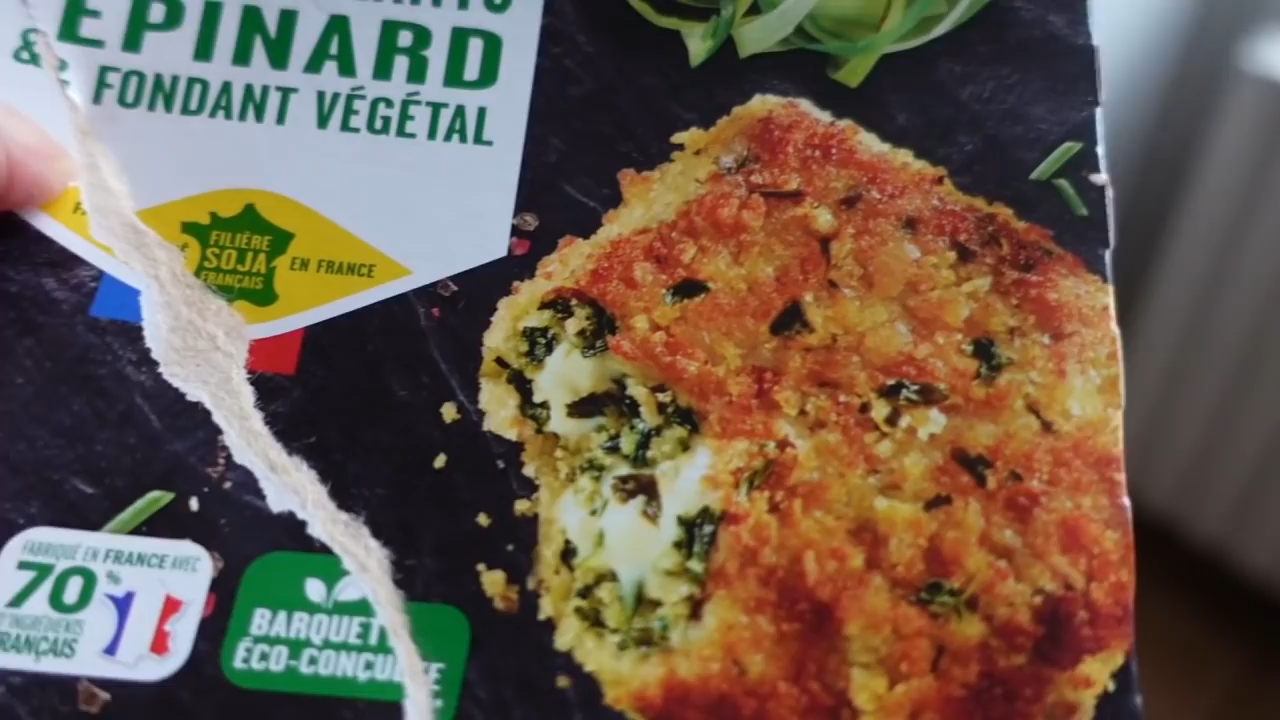 ÉPINARD
& FONDANT VÉGÉTAL
FILIÈRE
SOJA
FRANÇAIS
EN FRANCE
FABRIQUÉ EN FRANCE AVEC
70%
D'INGRÉDIENTS
FRANÇAIS
BARQUETTE
ÉCO-CONÇUE